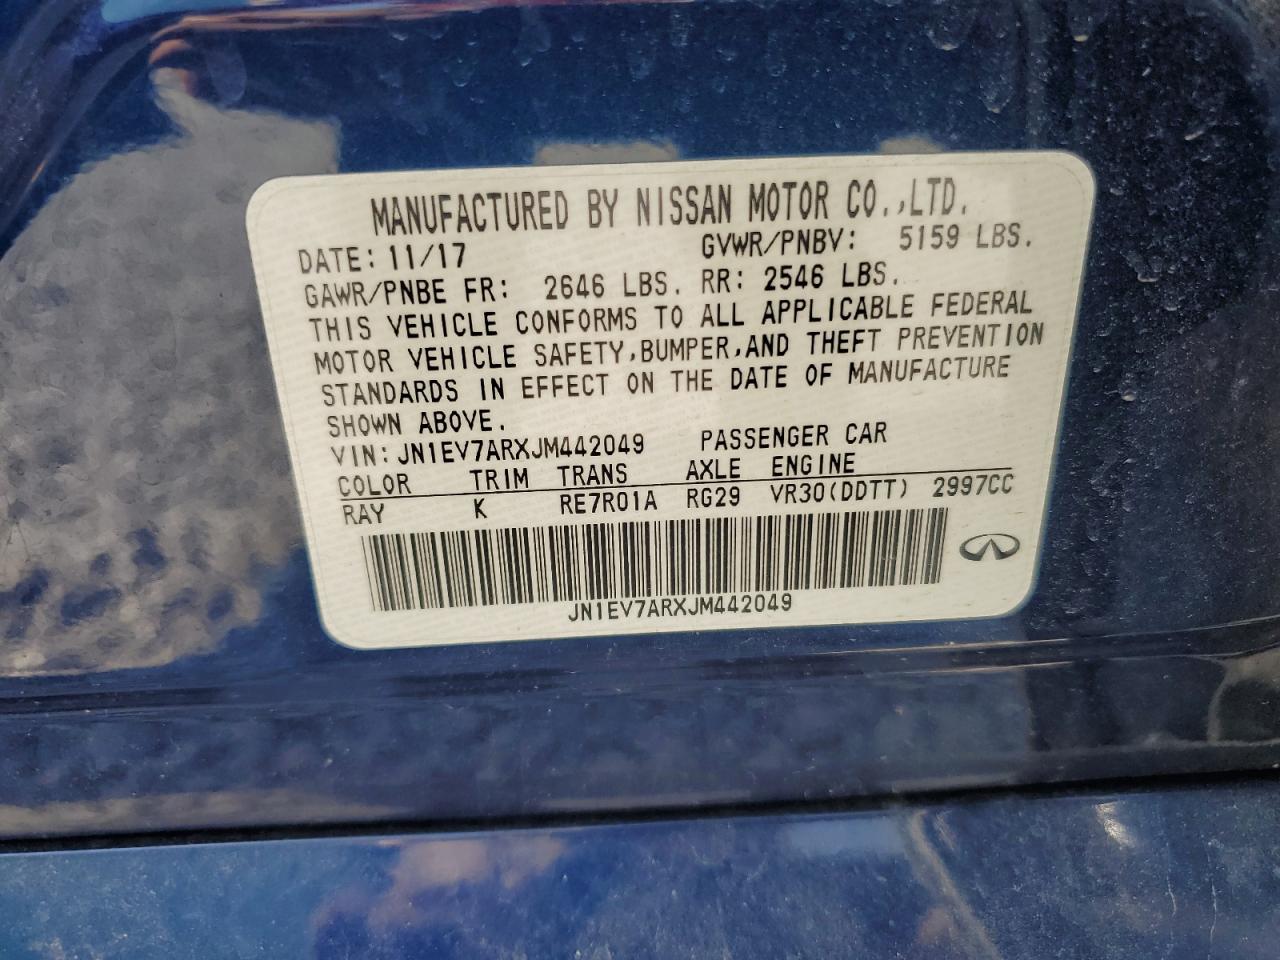 MANUFACTURED BY NISSAN MOTOR CO.,LTD.
DATE: 11/17 GVWR/PNBV: 5159 LBS.
GAWR/PNBE FR: 2646 LBS. RR: 2546 LBS.
THIS VEHICLE CONFORMS TO ALL APPLICABLE FEDERAL
MOTOR VEHICLE SAFETY,BUMPER,AND THEFT PREVENTION
STANDARDS IN EFFECT ON THE DATE OF MANUFACTURE
SHOWN ABOVE.
VIN: JN1EV7ARXJM442049 PASSENGER CAR
COLOR TRIM TRANS AXLE ENGINE
RAY K RE7R01A RG29 VR30(DDTT) 2997CC
JN1EV7ARXJM442049